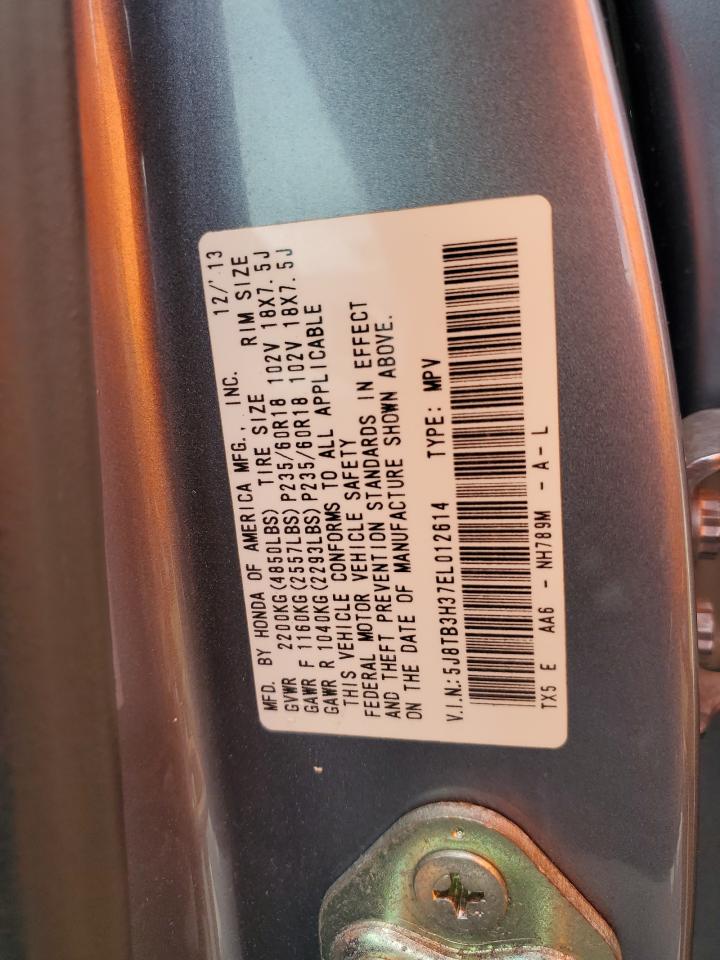 MFD. BY HONDA OF AMERICA MFG., INC. 12/'13
GVWR 2200KG(4850LBS) TIRE SIZE RIM SIZE
GAWR F 1160KG(2557LBS)P235/60R18 102V 18X7.5J
GAWR R 1040KG(2293LBS)P235/60R18 102V 18X7.5J
THIS VEHICLE CONFORMS TO ALL APPLICABLE
FEDERAL MOTOR VEHICLE SAFETY
AND THEFT PREVENTION STANDARDS IN EFFECT
ON THE DATE OF MANUFACTURE SHOWN ABOVE.
V.I.N.: 5J8TB3H37EL012614 TYPE: MPV
TX5 E AA6 - NH789M - A - L